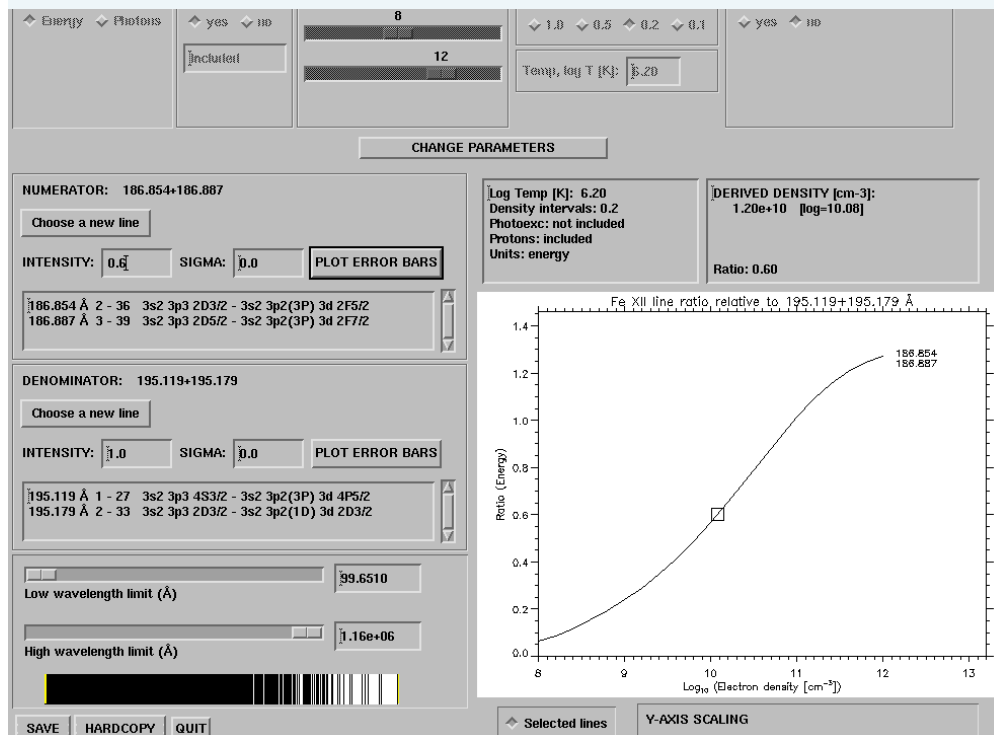 Energy Photons
yes no
8
1.0 0.5 0.2 0.1
yes no
Included
12
Temp, log T [K]: 6.20
CHANGE PARAMETERS
NUMERATOR: 186.854+186.887
Choose a new line
INTENSITY: 0.6 SIGMA: 0.0 PLOT ERROR BARS
186.854 Å 2 - 36 3s2 3p3 2D3/2 - 3s2 3p2(3P) 3d 2F5/2
186.887 Å 3 - 39 3s2 3p3 2D5/2 - 3s2 3p2(3P) 3d 2F7/2
DENOMINATOR: 195.119+195.179
Choose a new line
INTENSITY: 1.0 SIGMA: 0.0 PLOT ERROR BARS
195.119 Å 1 - 27 3s2 3p3 4S3/2 - 3s2 3p2(3P) 3d 4P5/2
195.179 Å 2 - 33 3s2 3p3 2D3/2 - 3s2 3p2(1D) 3d 2D3/2
99.6510
Low wavelength limit (Å)
1.16e+06
High wavelength limit (Å)
SAVE HARDCOPY QUIT
Log Temp [K]: 6.20
Density intervals: 0.2
Photoexc: not included
Protons: included
Units: energy
DERIVED DENSITY [cm-3]:
1.20e+10 [log=10.08]
Ratio: 0.60
Fe XII line ratio relative to 195.119+195.179 Å
1.4
1.2
1.0
0.8
0.6
0.4
0.2
0.0
Ratio (Energy)
186.854
186.887
8 9 10 11 12 13
Log₁₀ (Electron density [cm⁻³])
Selected lines
Y-AXIS SCALING